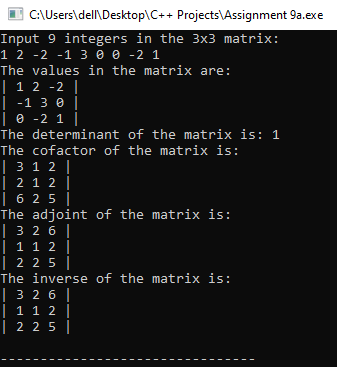 C:\Users\dell\Desktop\C++ Projects\Assignment 9a.exe
Input 9 integers in the 3x3 matrix:
1 2 -2 -1 3 0 0 -2 1
The values in the matrix are:
| 1 2 -2 |
| -1 3 0 |
| 0 -2 1 |
The determinant of the matrix is: 1
The cofactor of the matrix is:
| 3 1 2 |
| 2 1 2 |
| 6 2 5 |
The adjoint of the matrix is:
| 3 2 6 |
| 1 1 2 |
| 2 2 5 |
The inverse of the matrix is:
| 3 2 6 |
| 1 1 2 |
| 2 2 5 |
--------------------------------